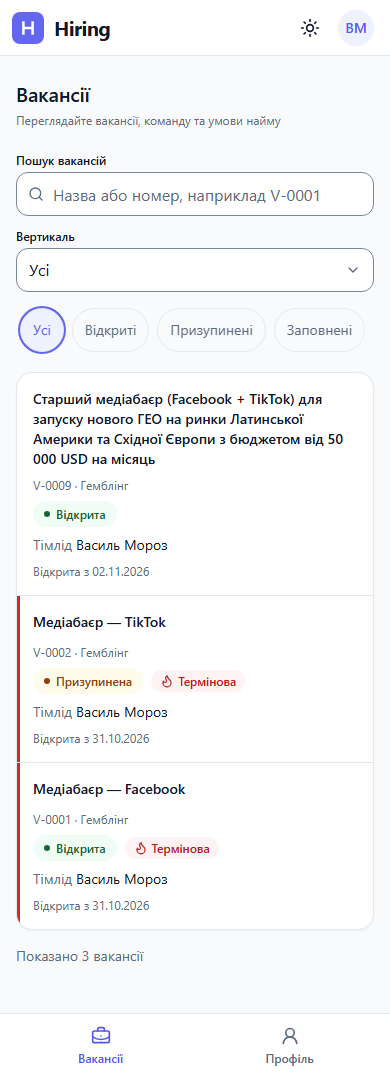 H Hiring
ВМ
Вакансії
Переглядайте вакансії, команду та умови найму
Пошук вакансій
Назва або номер, наприклад V-0001
Вертикаль
Усі
Усі Відкриті Призупинені Заповнені
Старший медіабаєр (Facebook + TikTok) для
запуску нового ГЕО на ринки Латинської
Америки та Східної Європи з бюджетом від 50
000 USD на місяць
V-0009 · Гемблінг
Відкрита
Тімлід Василь Мороз
Відкрита з 02.11.2026
Медіабаєр — TikTok
V-0002 · Гемблінг
Призупинена Термінова
Тімлід Василь Мороз
Відкрита з 31.10.2026
Медіабаєр — Facebook
V-0001 · Гемблінг
Відкрита Термінова
Тімлід Василь Мороз
Відкрита з 31.10.2026
Показано 3 вакансії
Вакансії Профіль